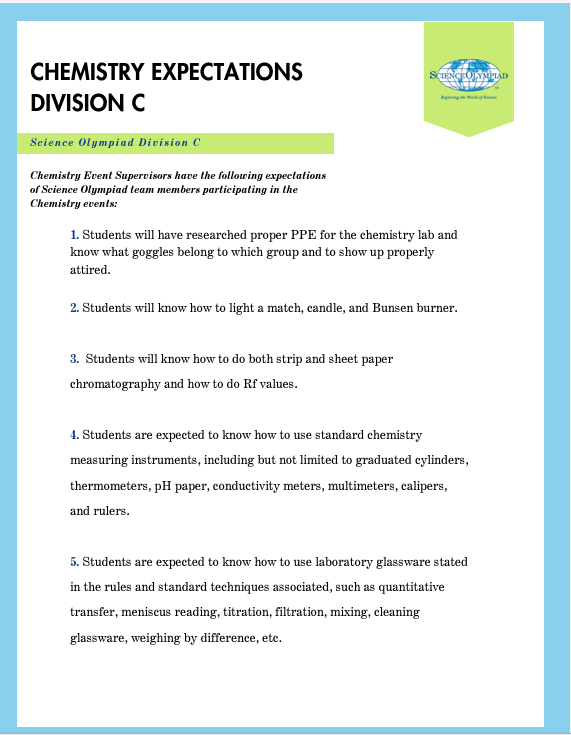 CHEMISTRY EXPECTATIONS
DIVISION C
SCIENCE OLYMPIAD
Exploring the World of Science
Science Olympiad Division C
Chemistry Event Supervisors have the following expectations
of Science Olympiad team members participating in the
Chemistry events:
1. Students will have researched proper PPE for the chemistry lab and
know what goggles belong to which group and to show up properly
attired.
2. Students will know how to light a match, candle, and Bunsen burner.
3. Students will know how to do both strip and sheet paper
chromatography and how to do Rf values.
4. Students are expected to know how to use standard chemistry
measuring instruments, including but not limited to graduated cylinders,
thermometers, pH paper, conductivity meters, multimeters, calipers,
and rulers.
5. Students are expected to know how to use laboratory glassware stated
in the rules and standard techniques associated, such as quantitative
transfer, meniscus reading, titration, filtration, mixing, cleaning
glassware, weighing by difference, etc.